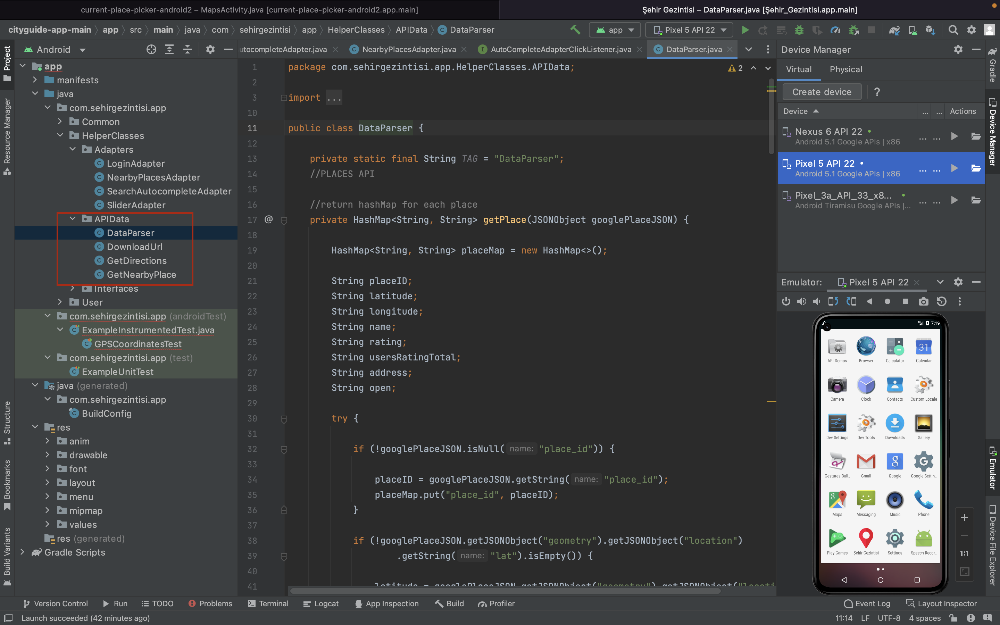 current-place-picker-android2 – MapsActivity.java [current-place-picker-android2.app.main]
Şehir Gezintisi – DataParser.java [Şehir_Gezintisi.app.main]
cityguide-app-main app src main java com sehirgezintisi app HelperClasses APIData DataParser
app
Pixel 5 API 22
Project
Resource Manager
Structure
Bookmarks
Build Variants
Android
app
manifests
java
com.sehirgezintisi.app
Common
HelperClasses
Adapters
LoginAdapter
NearbyPlacesAdapter
SearchAutocompleteAdapter
SliderAdapter
APIData
DataParser
DownloadUrl
GetDirections
GetNearbyPlace
Interfaces
User
com.sehirgezintisi.app (androidTest)
ExampleInstrumentedTest.java
GPSCoordinatesTest
com.sehirgezintisi.app (test)
ExampleUnitTest
java (generated)
com.sehirgezintisi.app
BuildConfig
res
anim
drawable
font
layout
menu
mipmap
values
res (generated)
Gradle Scripts
utocompleteAdapter.java NearbyPlacesAdapter.java AutoCompleteAdapterClickListener.java DataParser.java
2
1 package com.sehirgezintisi.app.HelperClasses.APIData;
2
3 import ...
10
11 public class DataParser {
12
13 private static final String TAG = "DataParser";
14 //PLACES API
15
16 //return hashMap for each place
17 @ private HashMap<String, String> getPlace(JSONObject googlePlaceJSON) {
18
19 HashMap<String, String> placeMap = new HashMap<>();
20
21 String placeID;
22 String latitude;
23 String longitude;
24 String name;
25 String rating;
26 String usersRatingTotal;
27 String address;
28 String open;
29
30 try {
31
32 if (!googlePlaceJSON.isNull( name: "place_id")) {
33
34 placeID = googlePlaceJSON.getString( name: "place_id");
35 placeMap.put("place_id", placeID);
36 }
37
38 if (!googlePlaceJSON.getJSONObject("geometry").getJSONObject("location")
39 .getString( name: "lat").isEmpty()) {
40
41 latitude = googlePlaceJSON.getJSONObject("geometry").getJSONObject("locati
Device Manager
Virtual Physical
Create device ?
Device ... ... Actions
Nexus 6 API 22
Android 5.1 Google APIs | x86
... ...
Pixel 5 API 22
Android 5.1 Google APIs | x86
... ...
Pixel_3a_API_33_x8...
Android Tiramisu Google APIs |...
... ...
Emulator: Pixel 5 API 22
4G 7:19
API Demos Browser Calculator Calendar
31
Camera Clock Contacts Custom Locale
Dev Settings Dev Tools Downloads Gallery
Gestures Buil.. Gmail Google Google Settin..
Maps Messaging Music Phone
Play Games Şehir Gezintisi Settings Speech Recor..
1:1
Gradle
Device Manager
Emulator
Device File Explorer
Version Control Run TODO Problems Terminal Logcat App Inspection Build Profiler Event Log Layout Inspector
Launch succeeded (42 minutes ago)
11:14 LF UTF-8 4 spaces